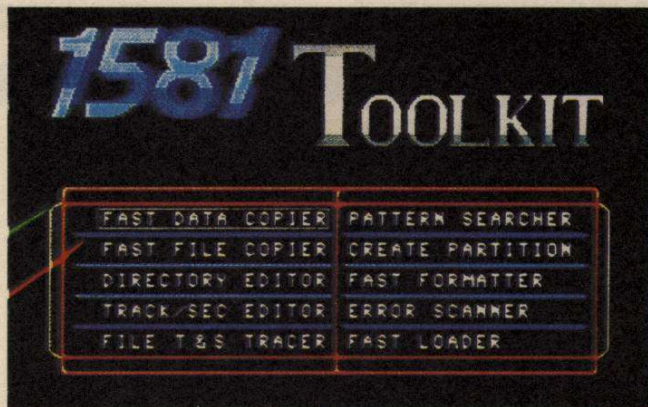 1581 TOOLKIT
FAST DATA COPIER PATTERN SEARCHER
FAST FILE COPIER CREATE PARTITION
DIRECTORY EDITOR FAST FORMATTER
TRACK/SEC EDITOR ERROR SCANNER
FILE T&S TRACER FAST LOADER